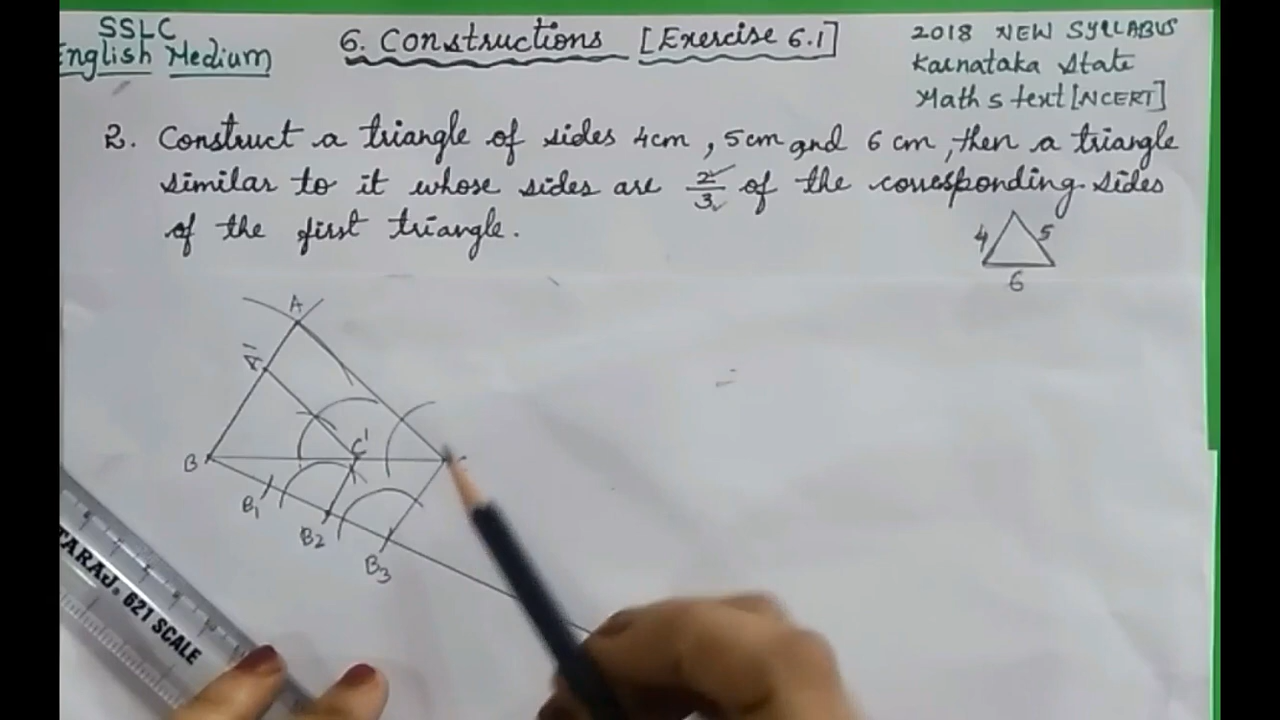 SSLC
English Medium
6. Constructions [Exercise 6.1]
2018 NEW SYLLABUS
Karnataka State
Maths text [NCERT]
2. Construct a triangle of sides 4cm, 5cm and 6 cm, then a triangle
similar to it whose sides are 2/3 of the corresponding sides
of the first triangle.
4 5
6
A
A'
B
C'
B1
B2
B3
621 SCALE